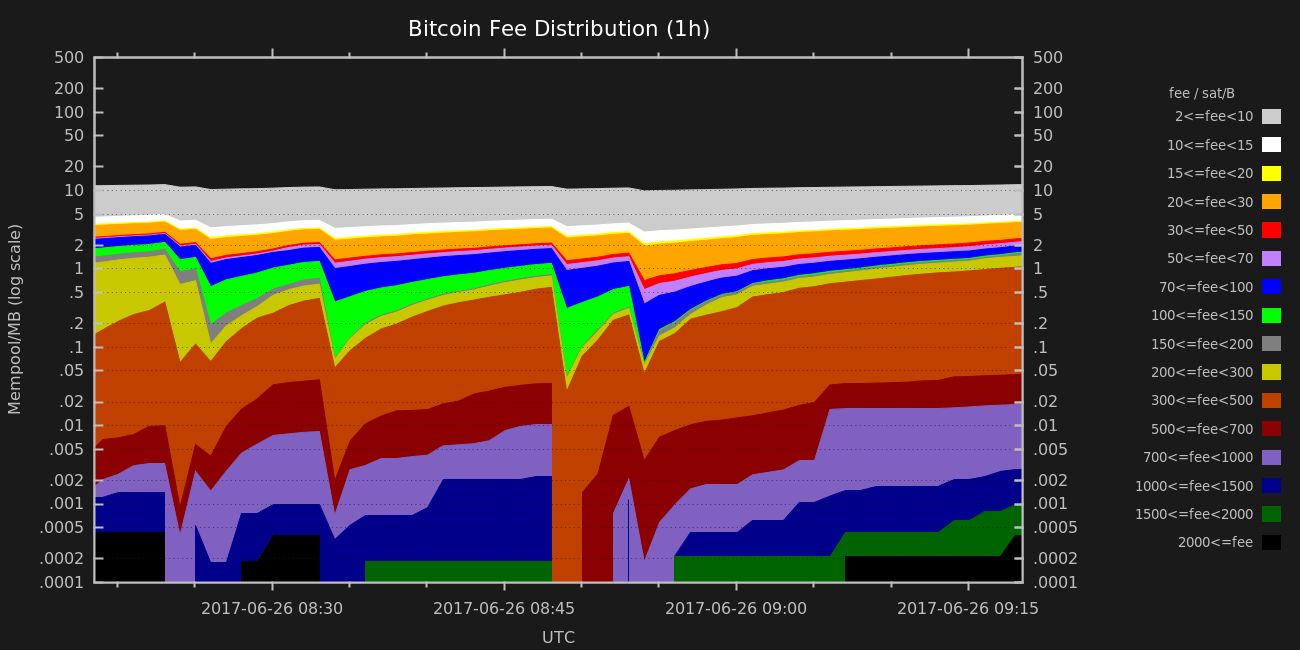 Bitcoin Fee Distribution (1h)
500 500
200 200
100 100
50 50
20 20
10 10
5 5
2 2
1 1
.5 .5
.2 .2
.1 .1
.05 .05
.02 .02
.01 .01
.005 .005
.002 .002
.001 .001
.0005 .0005
.0002 .0002
.0001 .0001
Mempool/MB (log scale)
2017-06-26 08:30 2017-06-26 08:45 2017-06-26 09:00 2017-06-26 09:15
UTC
fee / sat/B
2<=fee<10
10<=fee<15
15<=fee<20
20<=fee<30
30<=fee<50
50<=fee<70
70<=fee<100
100<=fee<150
150<=fee<200
200<=fee<300
300<=fee<500
500<=fee<700
700<=fee<1000
1000<=fee<1500
1500<=fee<2000
2000<=fee